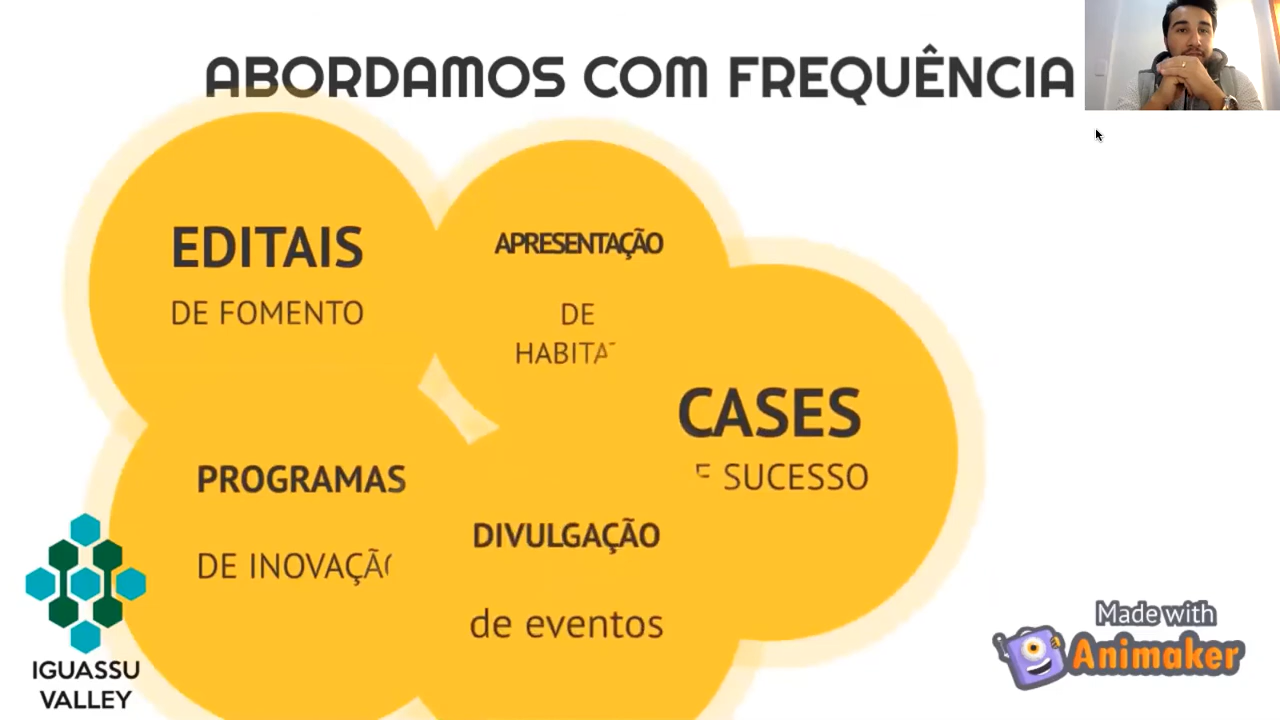 ABORDAMOS COM FREQUÊNCIA
EDITAIS
DE FOMENTO
APRESENTAÇÃO
DE
CASES
SUCESSO
PROGRAMAS
DE
DIVULGAÇÃO
de eventos
IGUASSU
VALLEY
Made with
Animaker